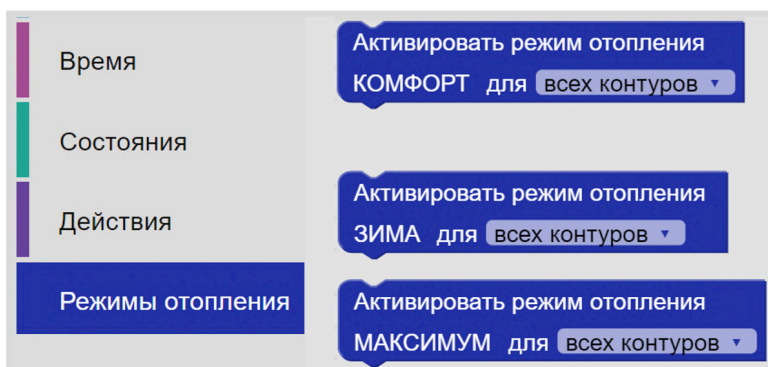 Время
Состояния
Действия
Режимы отопления
Активировать режим отопления
КОМФОРТ для всех контуров
Активировать режим отопления
ЗИМА для всех контуров
Активировать режим отопления
МАКСИМУМ для всех контуров